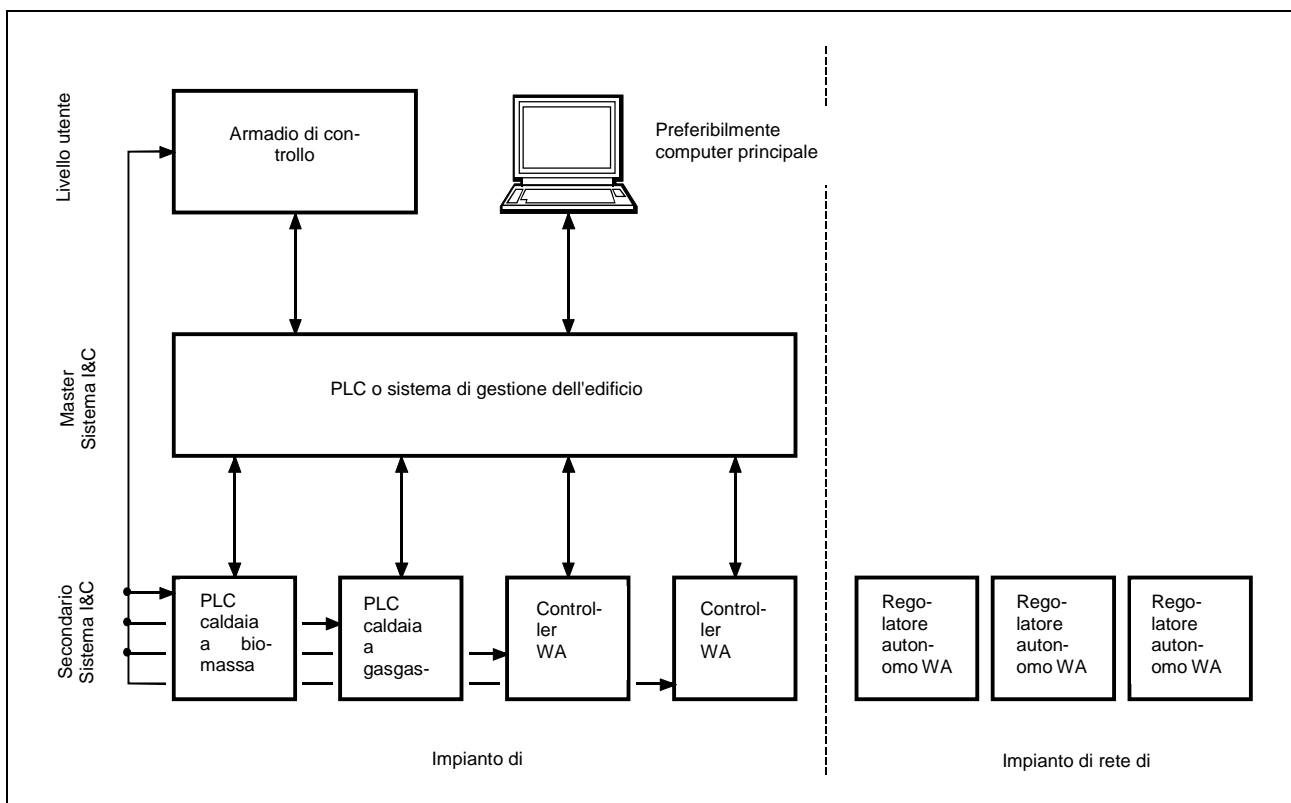 Livello utente
Armadio di con-
trollo
Preferibilmente
computer principale
Master
Sistema I&C
PLC o sistema di gestione dell'edificio
Secondario
Sistema I&C
PLC
caldaia
a bio-
massa
PLC
caldaia
a
gasgas-
Control-
ler
WA
Control-
ler
WA
Rego-
latore
auton-
omo WA
Rego-
latore
auton-
omo WA
Rego-
latore
auton-
omo WA
Impianto di
Impianto di rete di